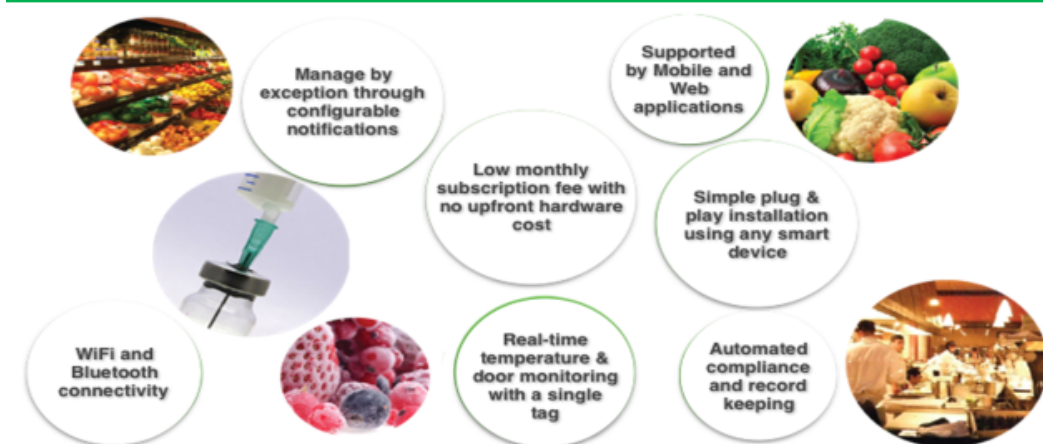 Manage by
exception through
configurable
notifications
Supported
by Mobile and
Web
applications
Low monthly
subscription fee with
no upfront hardware
cost
Simple plug &
play installation
using any smart
device
WiFi and
Bluetooth
connectivity
Real-time
temperature &
door monitoring
with a single
tag
Automated
compliance
and record
keeping